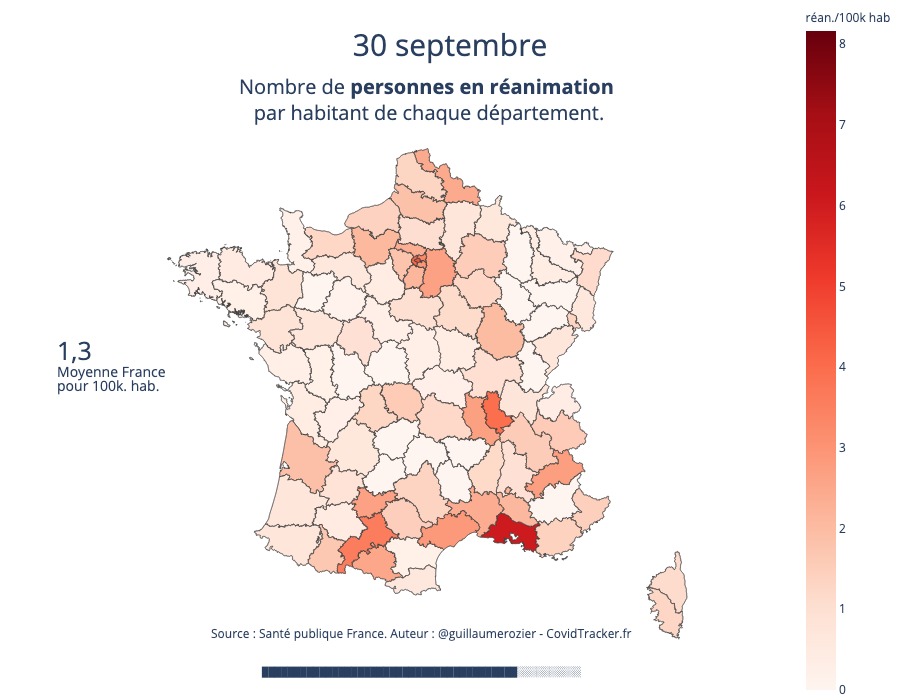 réan./100k hab
30 septembre
Nombre de personnes en réanimation
par habitant de chaque département.
8
7
6
5
4
3
2
1
0
1,3
Moyenne France
pour 100k. hab.
Source : Santé publique France. Auteur : @guillaumerozier - CovidTracker.fr